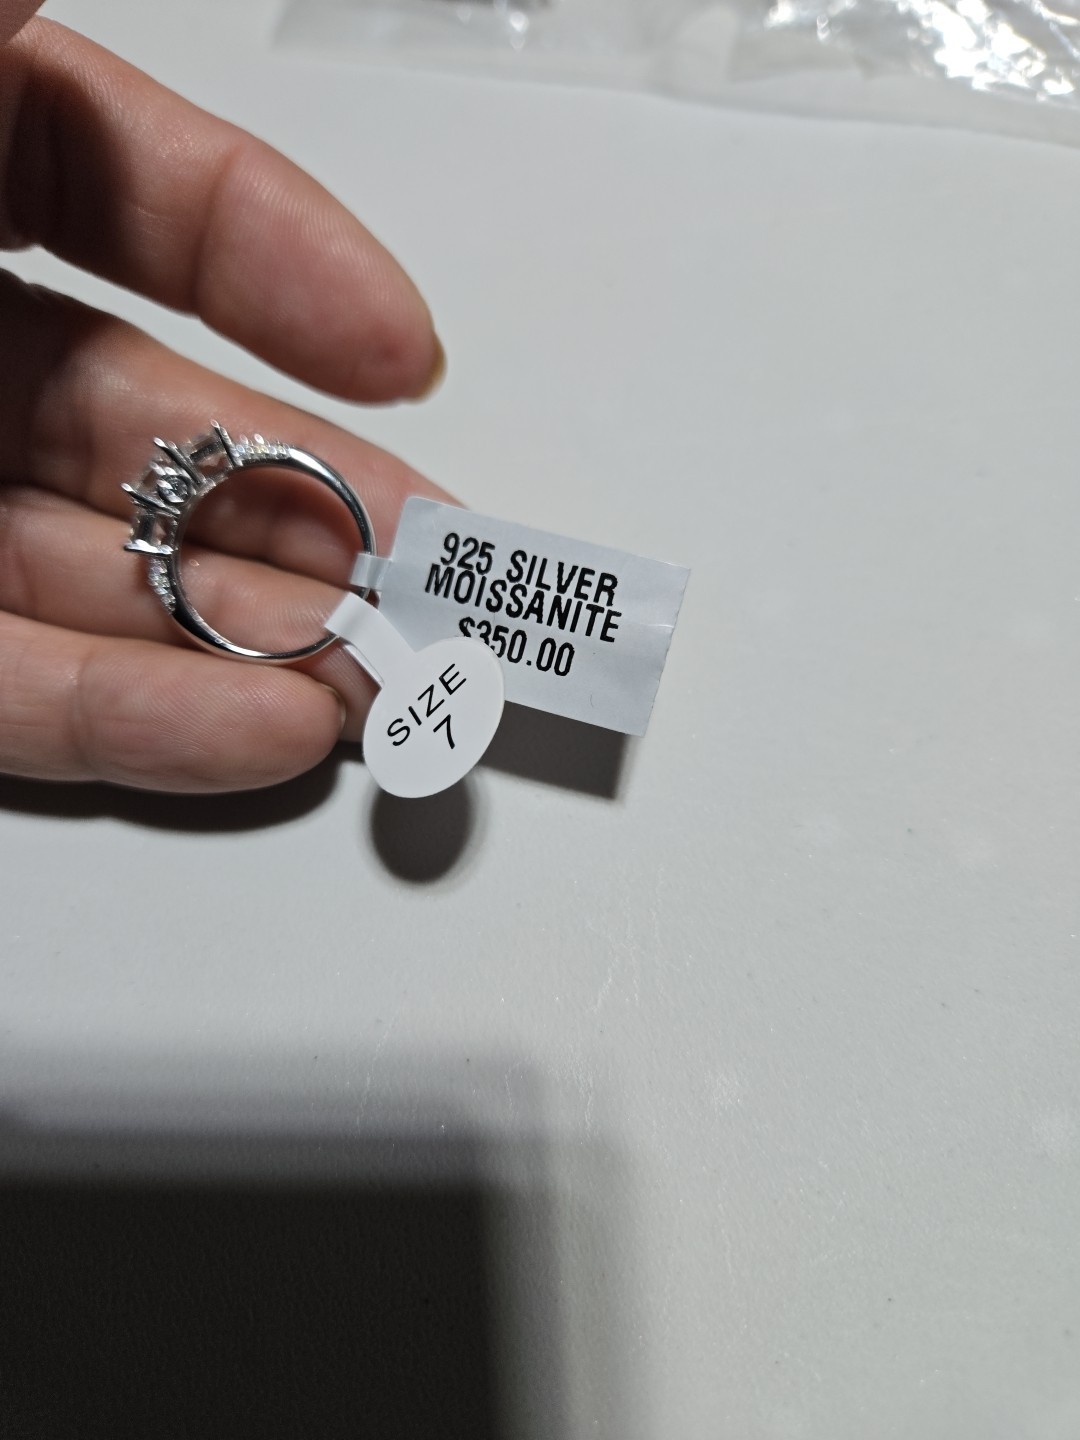 925 SILVER
MOISSANITE
$350.00
SIZE
7